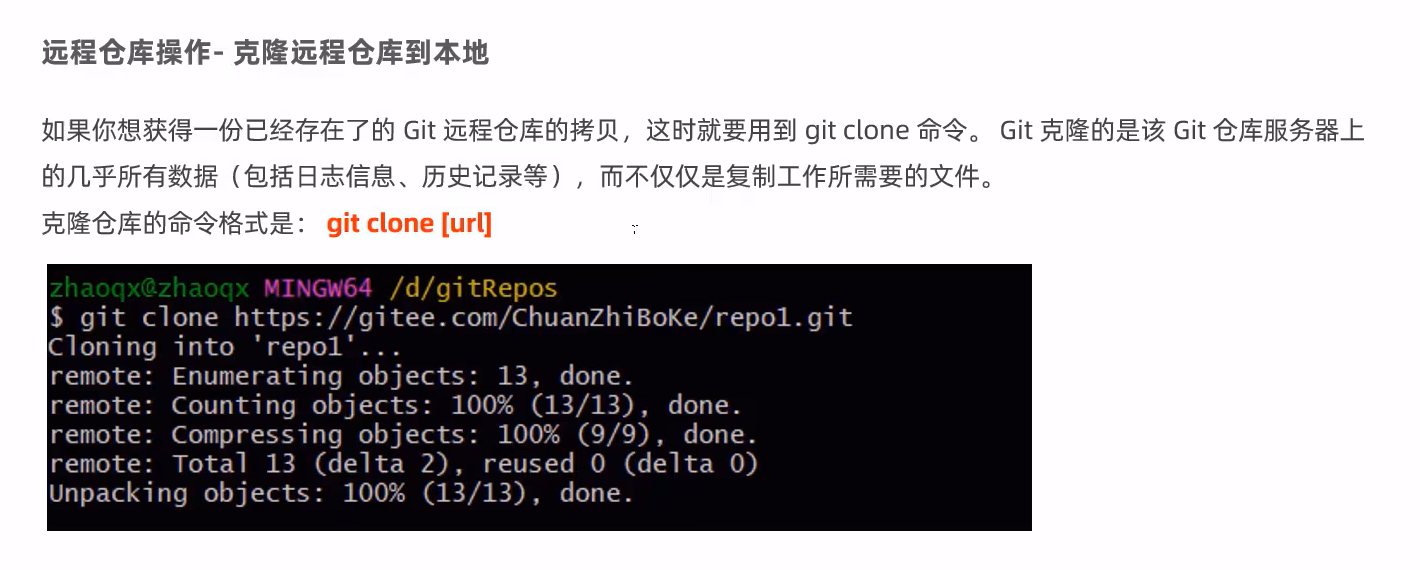 远程仓库操作- 克隆远程仓库到本地
如果你想获得一份已经存在了的 Git 远程仓库的拷贝，这时就要用到 git clone 命令。 Git 克隆的是该 Git 仓库服务器上
的几乎所有数据（包括日志信息、历史记录等），而不仅仅是复制工作所需要的文件。
克隆仓库的命令格式是： git clone [url]
zhaoqx@zhaoqx MINGW64 /d/gitRepos
$ git clone https://gitee.com/ChuanZhiBoKe/repo1.git
Cloning into 'repo1'...
remote: Enumerating objects: 13, done.
remote: Counting objects: 100% (13/13), done.
remote: Compressing objects: 100% (9/9), done.
remote: Total 13 (delta 2), reused 0 (delta 0)
Unpacking objects: 100% (13/13), done.